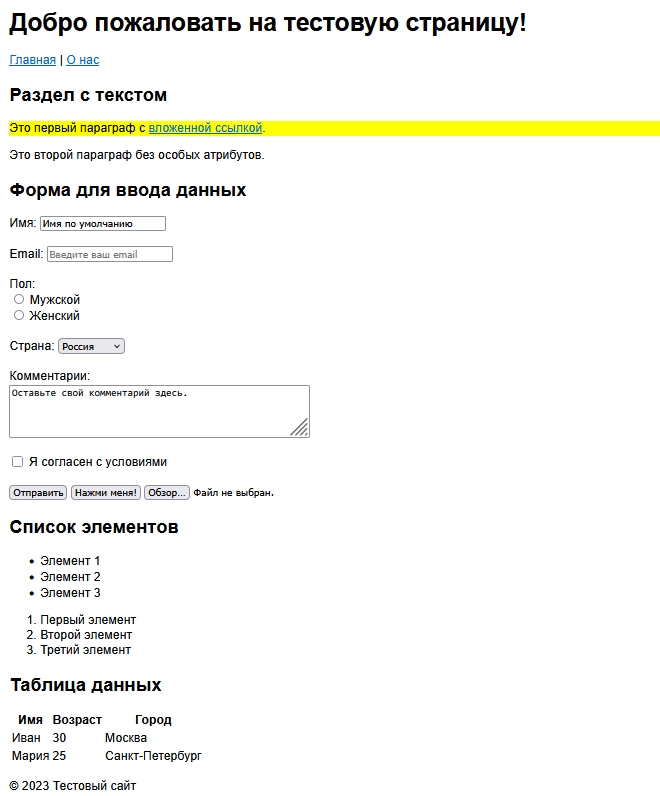 Добро пожаловать на тестовую страницу!
Главная | О нас
Раздел с текстом
Это первый параграф с вложенной ссылкой.
Это второй параграф без особых атрибутов.
Форма для ввода данных
Имя: Имя по умолчанию
Email: Введите ваш email
Пол:
Мужской
Женский
Страна: Россия
Комментарии:
Оставьте свой комментарий здесь.
Я согласен с условиями
Отправить Нажми меня! Обзор... Файл не выбран.
Список элементов
• Элемент 1
• Элемент 2
• Элемент 3
1. Первый элемент
2. Второй элемент
3. Третий элемент
Таблица данных
Имя Возраст Город
Иван 30 Москва
Мария 25 Санкт-Петербург
© 2023 Тестовый сайт